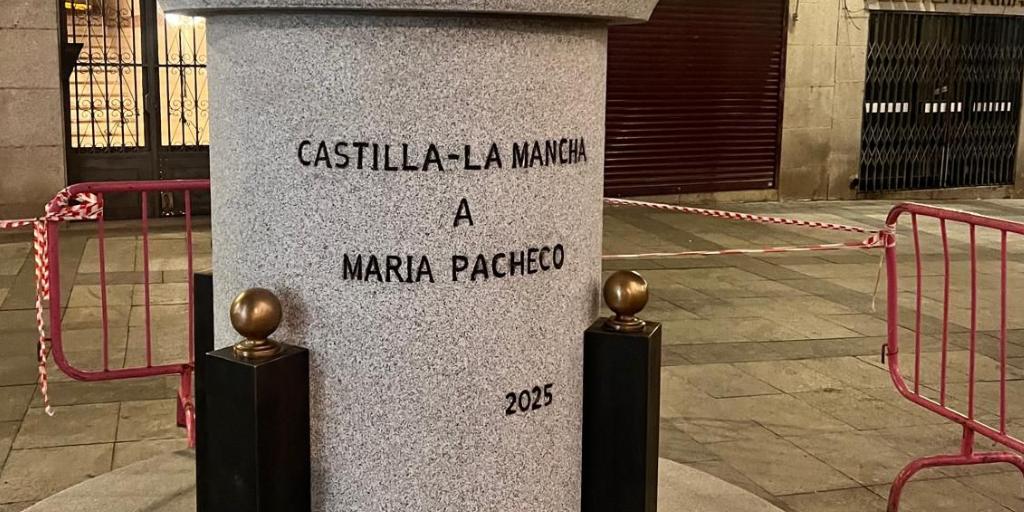 CASTILLA-LA MANCHA
A
MARIA PACHECO
2025